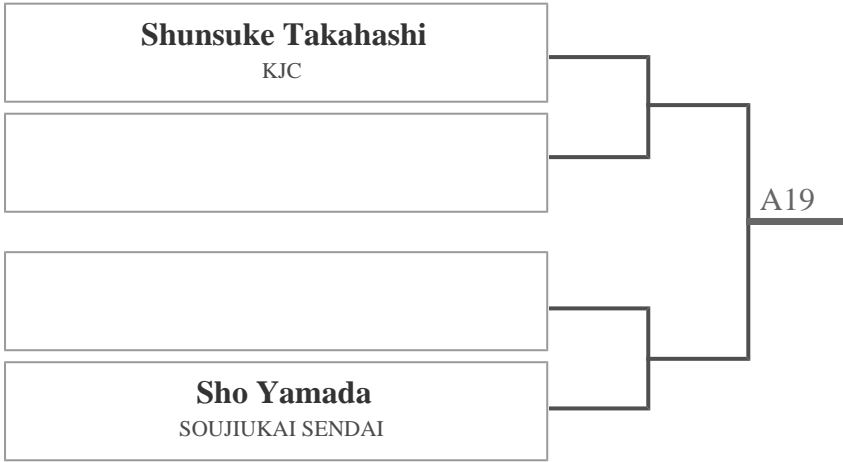 Shunsuke Takahashi
KJC
A19
Sho Yamada
SOUJIUKAI SENDAI